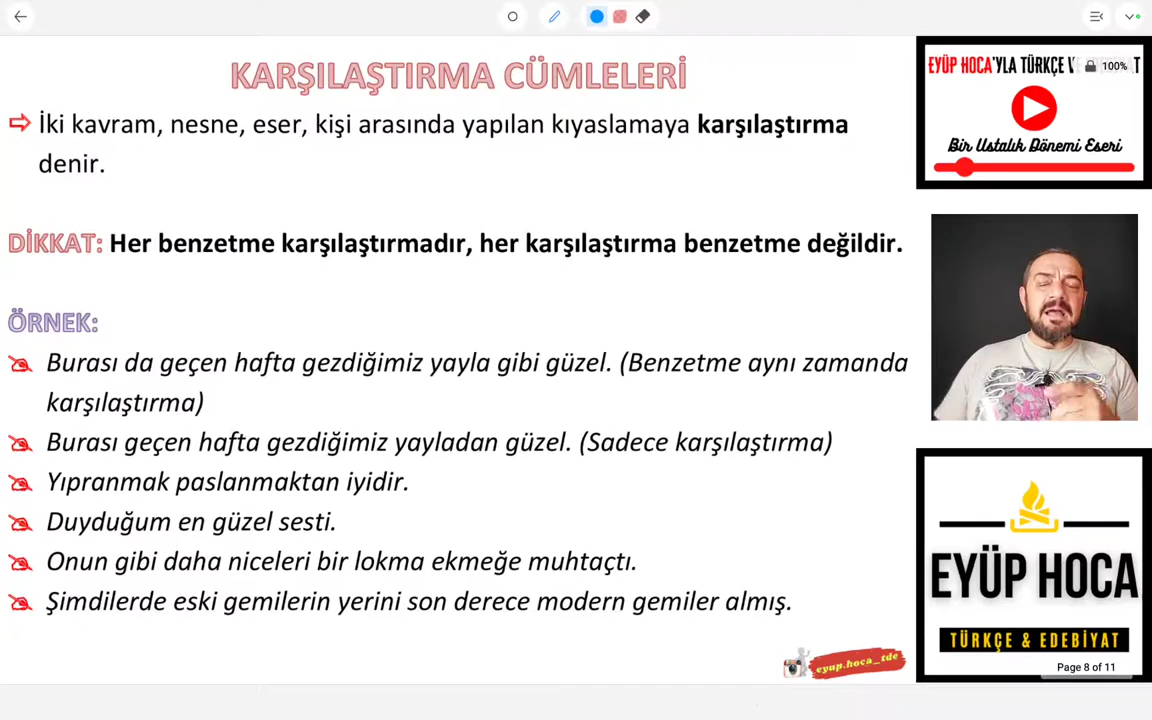 KARŞILAŞTIRMA CÜMLELERİ
İki kavram, nesne, eser, kişi arasında yapılan kıyaslamaya karşılaştırma
denir.
DİKKAT: Her benzetme karşılaştırmadır, her karşılaştırma benzetme değildir.
ÖRNEK:
Burası da geçen hafta gezdiğimiz yayla gibi güzel. (Benzetme aynı zamanda
karşılaştırma)
Burası geçen hafta gezdiğimiz yayladan güzel. (Sadece karşılaştırma)
Yıpranmak paslanmaktan iyidir.
Duyduğum en güzel sesti.
Onun gibi daha niceleri bir lokma ekmeğe muhtaçtı.
Şimdilerde eski gemilerin yerini son derece modern gemiler almış.
eyup.hoca_tde
EYÜP HOCA'YLA TÜRKÇE
100%
Bir Ustalık Dönemi Eseri
EYÜP HOCA
TÜRKÇE & EDEBİYAT
Page 8 of 11